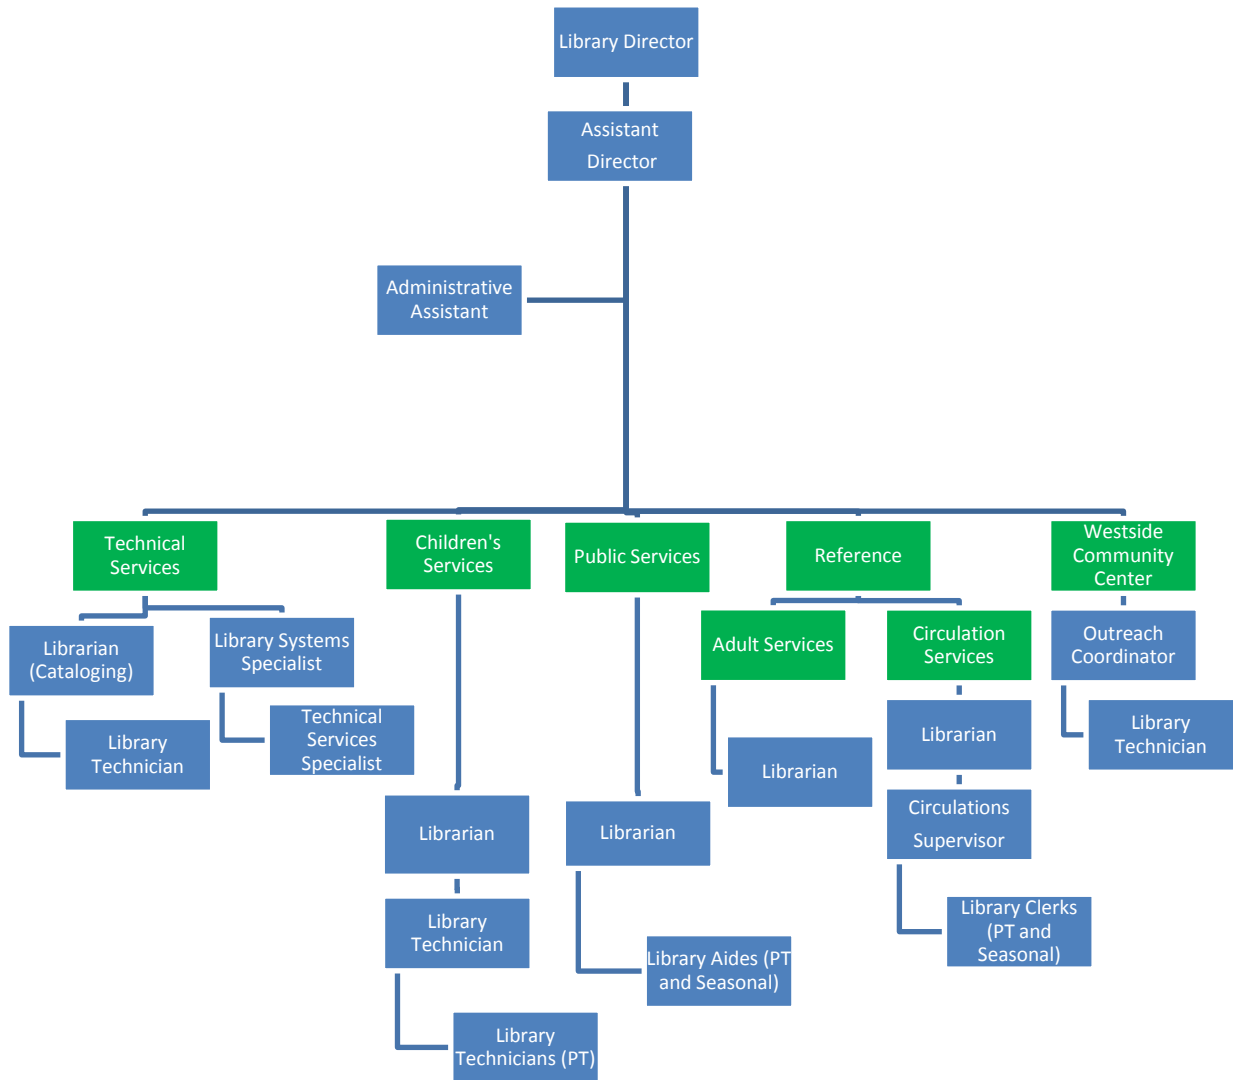 Library Director
Assistant
Director
Administrative
Assistant
Technical
Services
Children's
Services
Public Services
Reference
Westside
Community
Center
Librarian
(Cataloging)
Library Systems
Specialist
Adult Services
Circulation
Services
Outreach
Coordinator
Library
Technician
Technical
Services
Specialist
Librarian
Librarian
Library
Technician
Librarian
Librarian
Circulations
Supervisor
Library
Technician
Library Aides (PT
and Seasonal)
Library Clerks
(PT and
Seasonal)
Library
Technicians (PT)